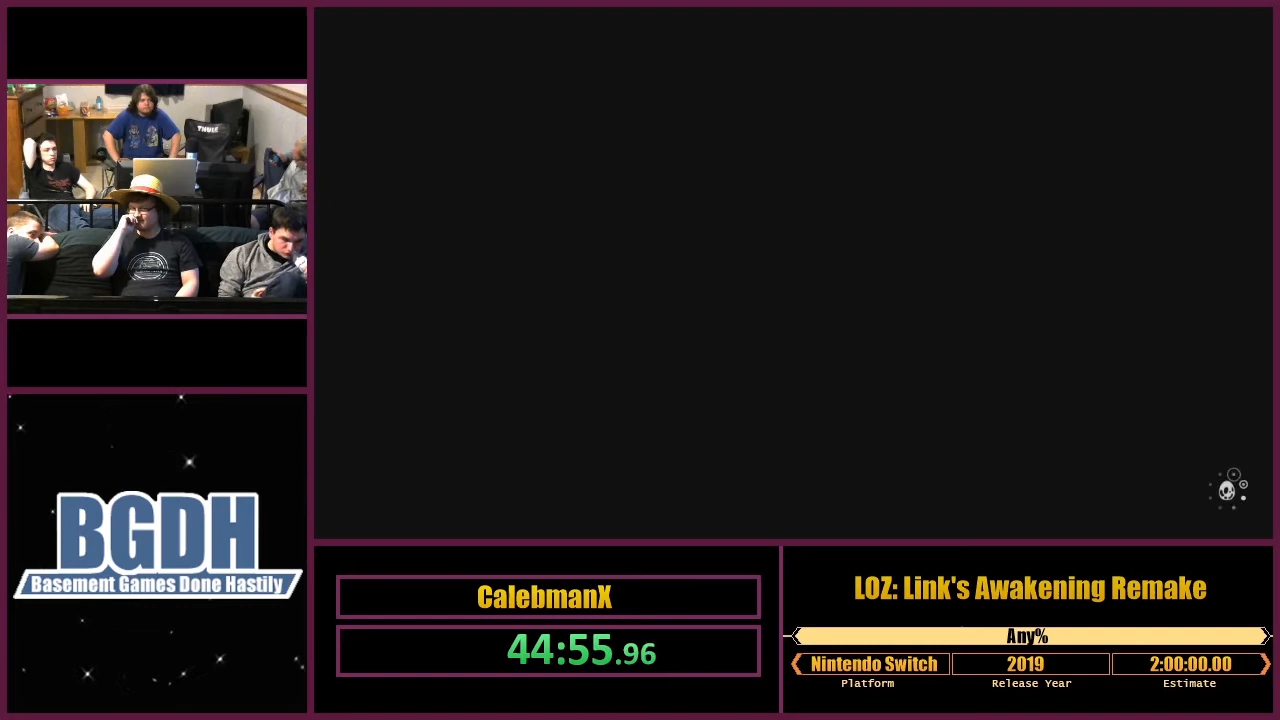 THULE
BGDH
Basement Games Done Hastily
CalebmanX
44:55.96
LOZ: Link's Awakening Remake
Any%
Nintendo Switch
2019
2:00:00.00
Platform
Release Year
Estimate